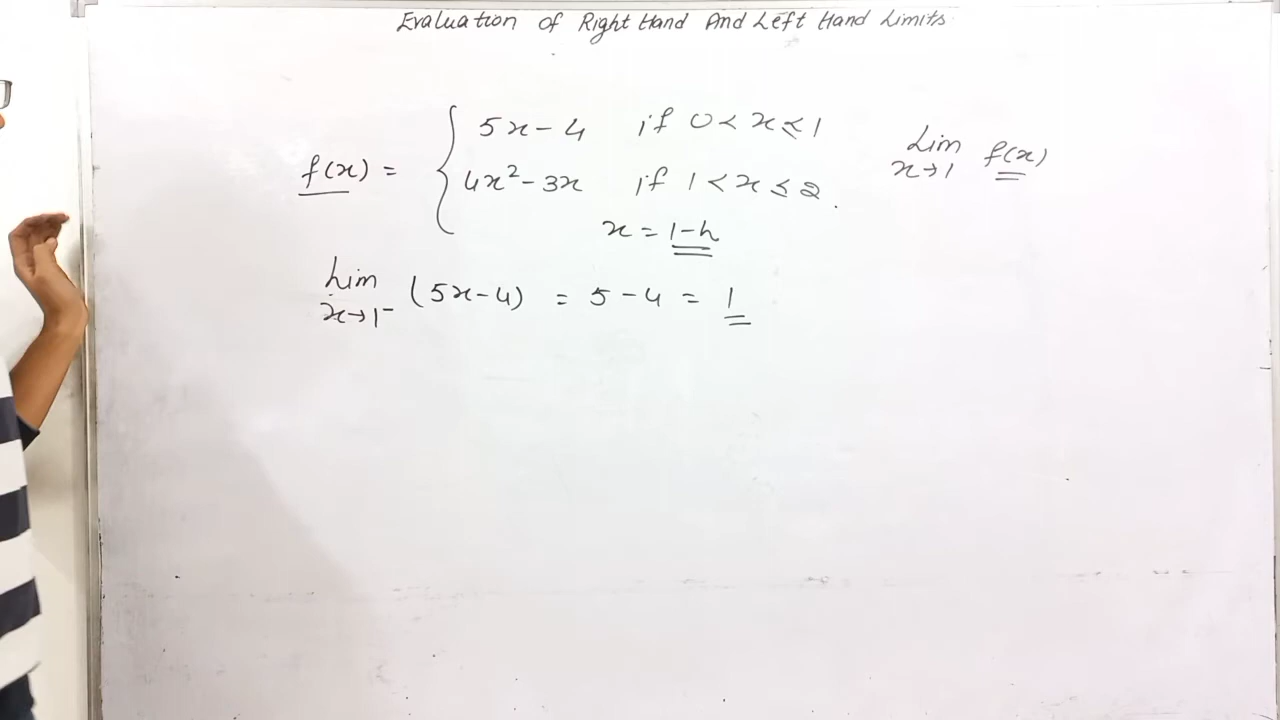 Evaluation of Right Hand And Left Hand Limits.
f(x) = { 5x - 4 if 0 < x ≤ 1
4x² - 3x if 1 < x ≤ 2.
Lim x→1 f(x)
x = 1-h
Lim x→1⁻ (5x-4) = 5 - 4 = 1